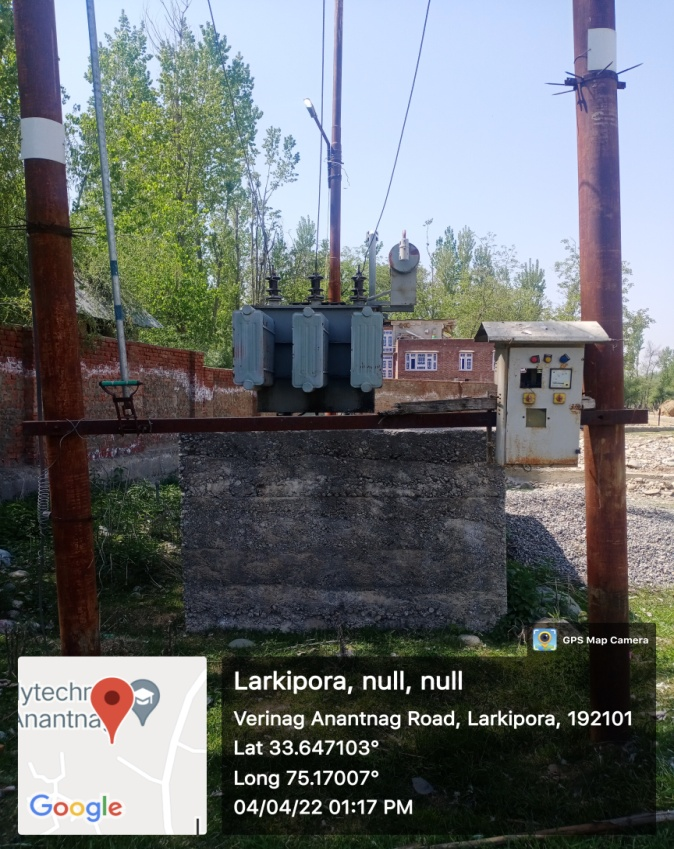 GPS Map Camera
ytechn
Anantnag
Google
Larkipora, null, null
Verinag Anantnag Road, Larkipora, 192101
Lat 33.647103°
Long 75.17007°
04/04/22 01:17 PM